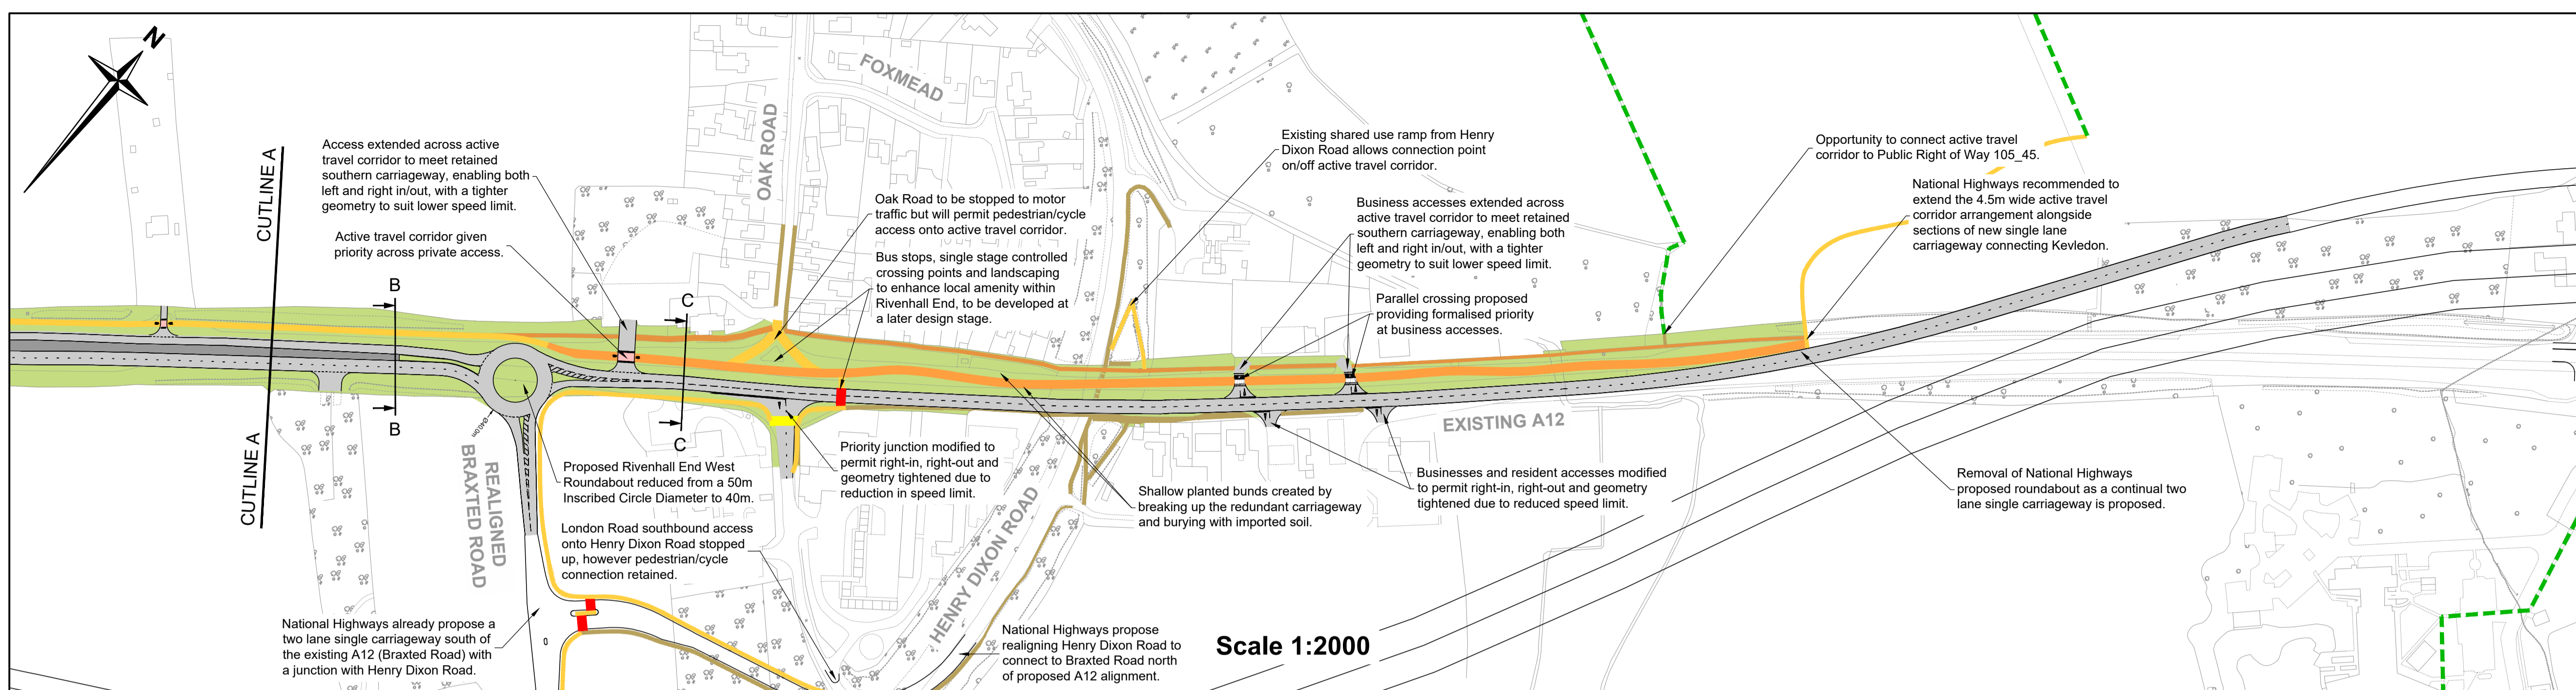 N
CUTLINE A
CUTLINE A
Access extended across active
travel corridor to meet retained
southern carriageway, enabling both
left and right in/out, with a tighter
geometry to suit lower speed limit.
Active travel corridor given
priority across private access.
B
B
C
C
OAK ROAD
FOXMEAD
Oak Road to be stopped to motor
traffic but will permit pedestrian/cycle
access onto active travel corridor.
Bus stops, single stage controlled
crossing points and landscaping
to enhance local amenity within
Rivenhall End, to be developed at
a later design stage.
Existing shared use ramp from Henry
Dixon Road allows connection point
on/off active travel corridor.
Business accesses extended across
active travel corridor to meet retained
southern carriageway, enabling both
left and right in/out, with a tighter
geometry to suit lower speed limit.
Parallel crossing proposed
providing formalised priority
at business accesses.
Opportunity to connect active travel
corridor to Public Right of Way 105_45.
National Highways recommended to
extend the 4.5m wide active travel
corridor arrangement alongside
sections of new single lane
carriageway connecting Kevledon.
EXISTING A12
Ø40.0m
REALIGNED
BRAXTED ROAD
Proposed Rivenhall End West
Roundabout reduced from a 50m
Inscribed Circle Diameter to 40m.
London Road southbound access
onto Henry Dixon Road stopped
up, however pedestrian/cycle
connection retained.
Priority junction modified to
permit right-in, right-out and
geometry tightened due to
reduction in speed limit.
HENRY DIXON ROAD
Shallow planted bunds created by
breaking up the redundant carriageway
and burying with imported soil.
Businesses and resident accesses modified
to permit right-in, right-out and geometry
tightened due to reduced speed limit.
Removal of National Highways
proposed roundabout as a continual two
lane single carriageway is proposed.
National Highways already propose a
two lane single carriageway south of
the existing A12 (Braxted Road) with
a junction with Henry Dixon Road.
National Highways propose
realigning Henry Dixon Road to
connect to Braxted Road north
of proposed A12 alignment.
Scale 1:2000